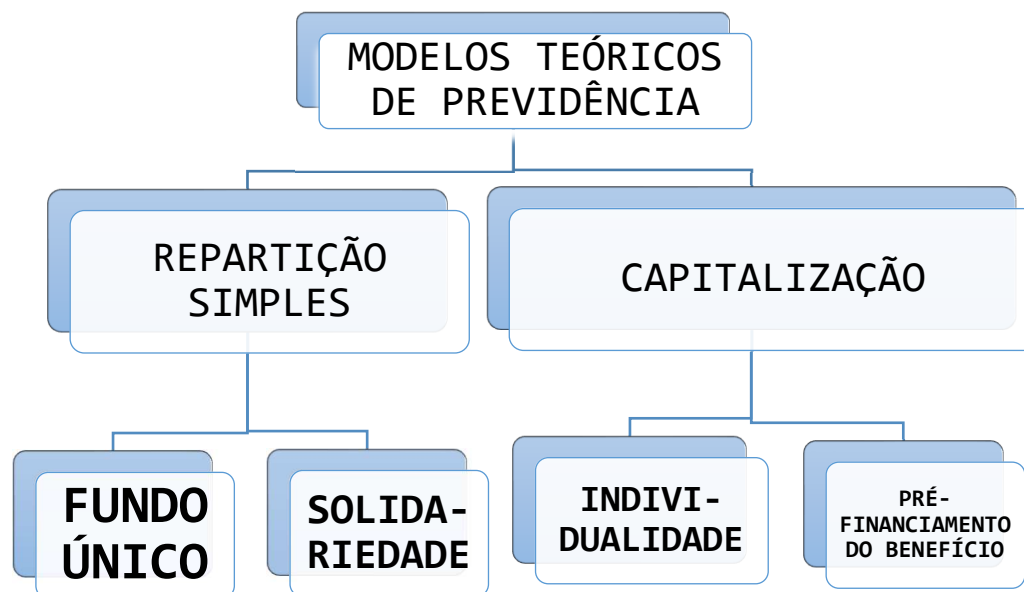 MODELOS TEÓRICOS
DE PREVIDÊNCIA
REPARTIÇÃO
SIMPLES
CAPITALIZAÇÃO
FUNDO
ÚNICO
SOLIDA-
RIEDADE
INDIVI-
DUALIDADE
PRÉ-
FINANCIAMENTO
DO BENEFÍCIO